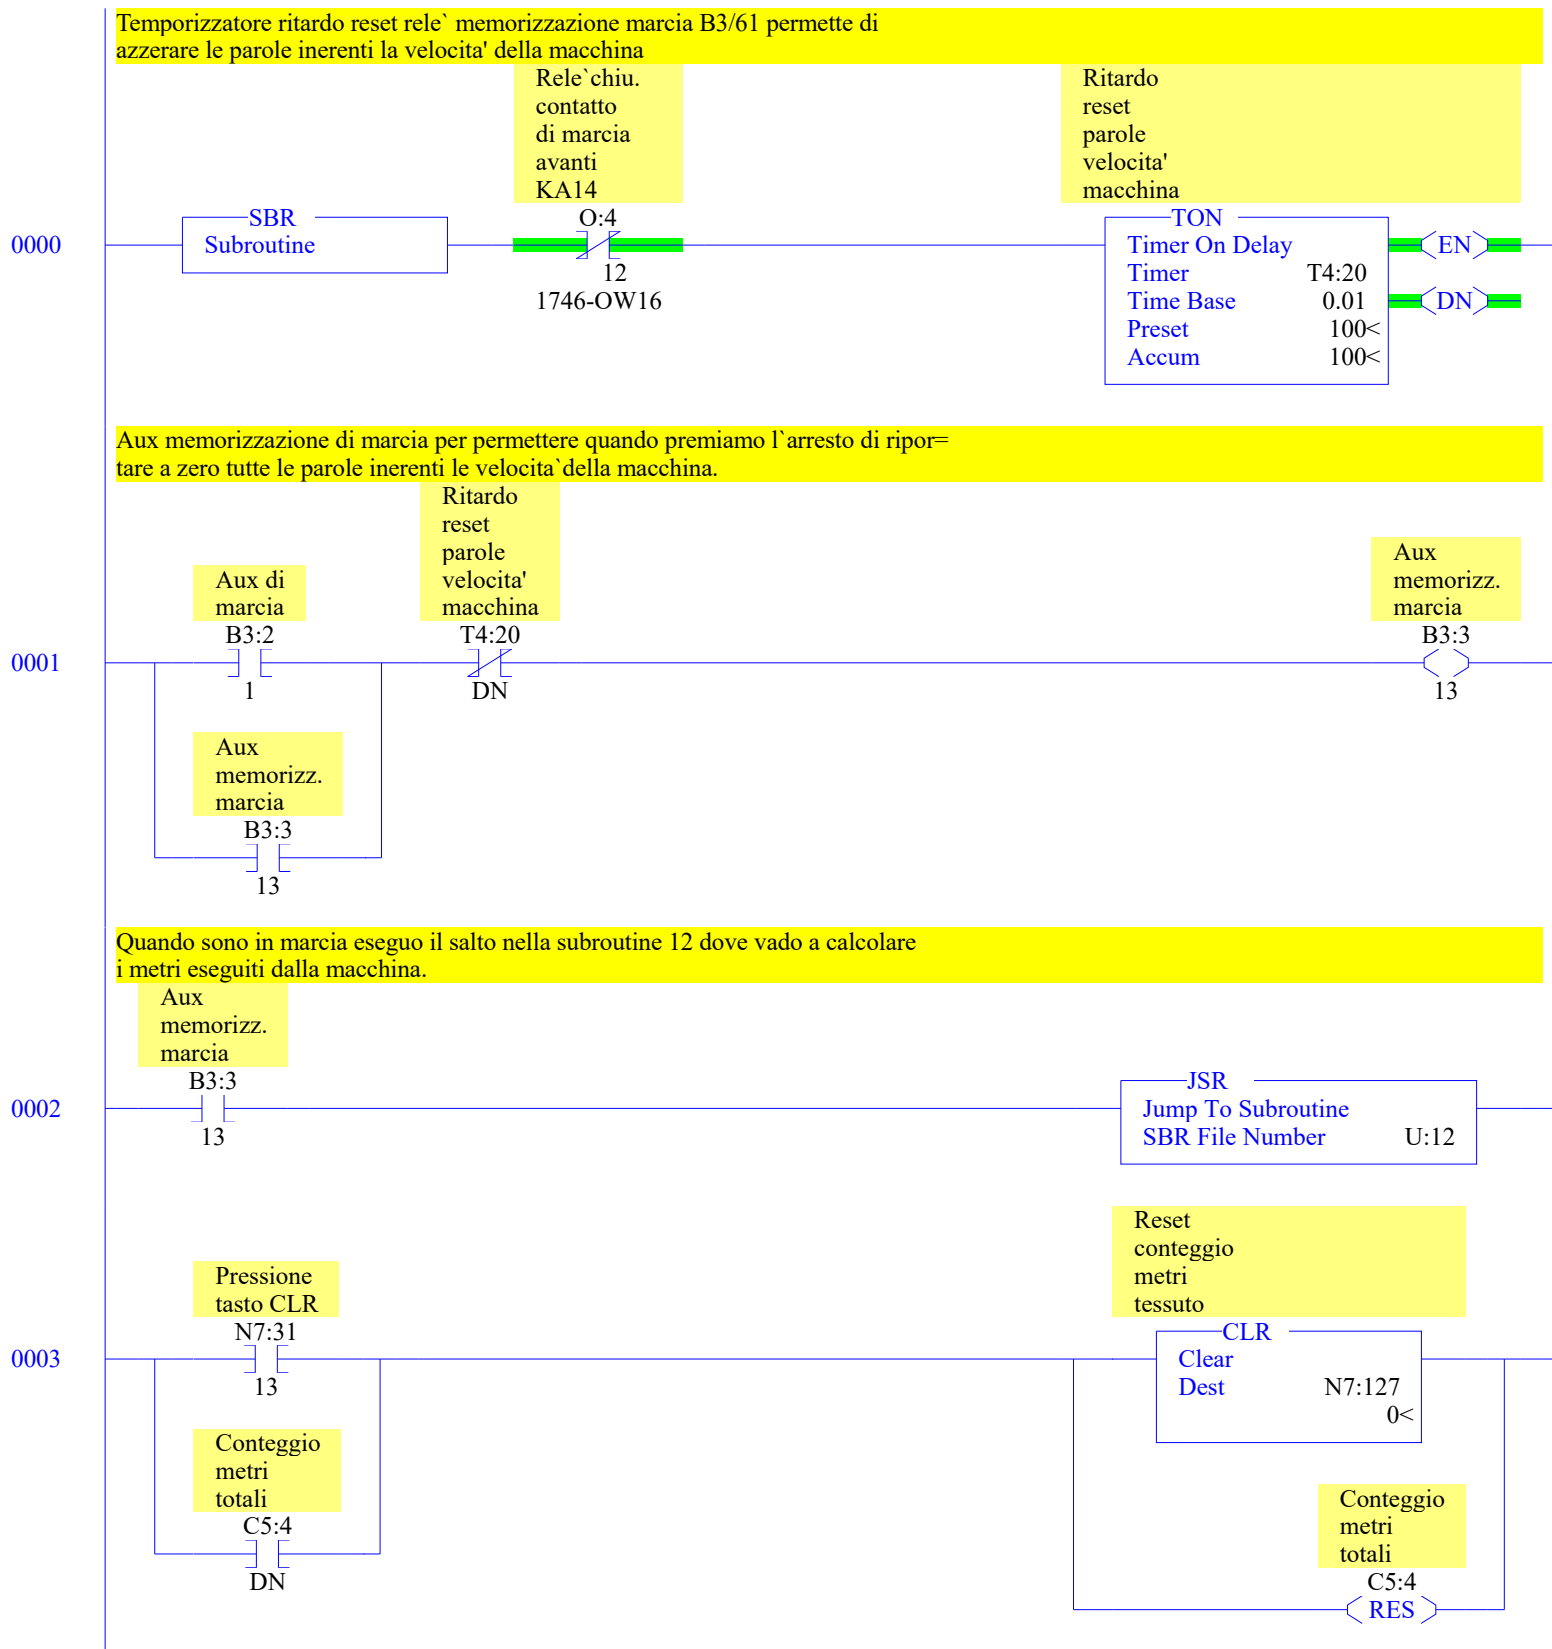 Temporizzatore ritardo reset rele` memorizzazione marcia B3/61 permette di
azzerare le parole inerenti la velocita' della macchina
Rele`chiu.
contatto
di marcia
avanti
KA14
O:4
12
1746-OW16
Ritardo
reset
parole
velocita'
macchina
0000
SBR
Subroutine
TON
Timer On Delay
Timer T4:20
Time Base 0.01
Preset 100<
Accum 100<
EN
DN
Aux memorizzazione di marcia per permettere quando premiamo l`arresto di ripor=
tare a zero tutte le parole inerenti le velocita`della macchina.
0001
Aux di
marcia
B3:2
1
Ritardo
reset
parole
velocita'
macchina
T4:20
DN
Aux
memorizz.
marcia
B3:3
13
Aux
memorizz.
marcia
B3:3
13
Quando sono in marcia eseguo il salto nella subroutine 12 dove vado a calcolare
i metri eseguiti dalla macchina.
0002
Aux
memorizz.
marcia
B3:3
13
JSR
Jump To Subroutine
SBR File Number U:12
0003
Pressione
tasto CLR
N7:31
13
Conteggio
metri
totali
C5:4
DN
Reset
conteggio
metri
tessuto
CLR
Clear
Dest N7:127
0<
Conteggio
metri
totali
C5:4
RES